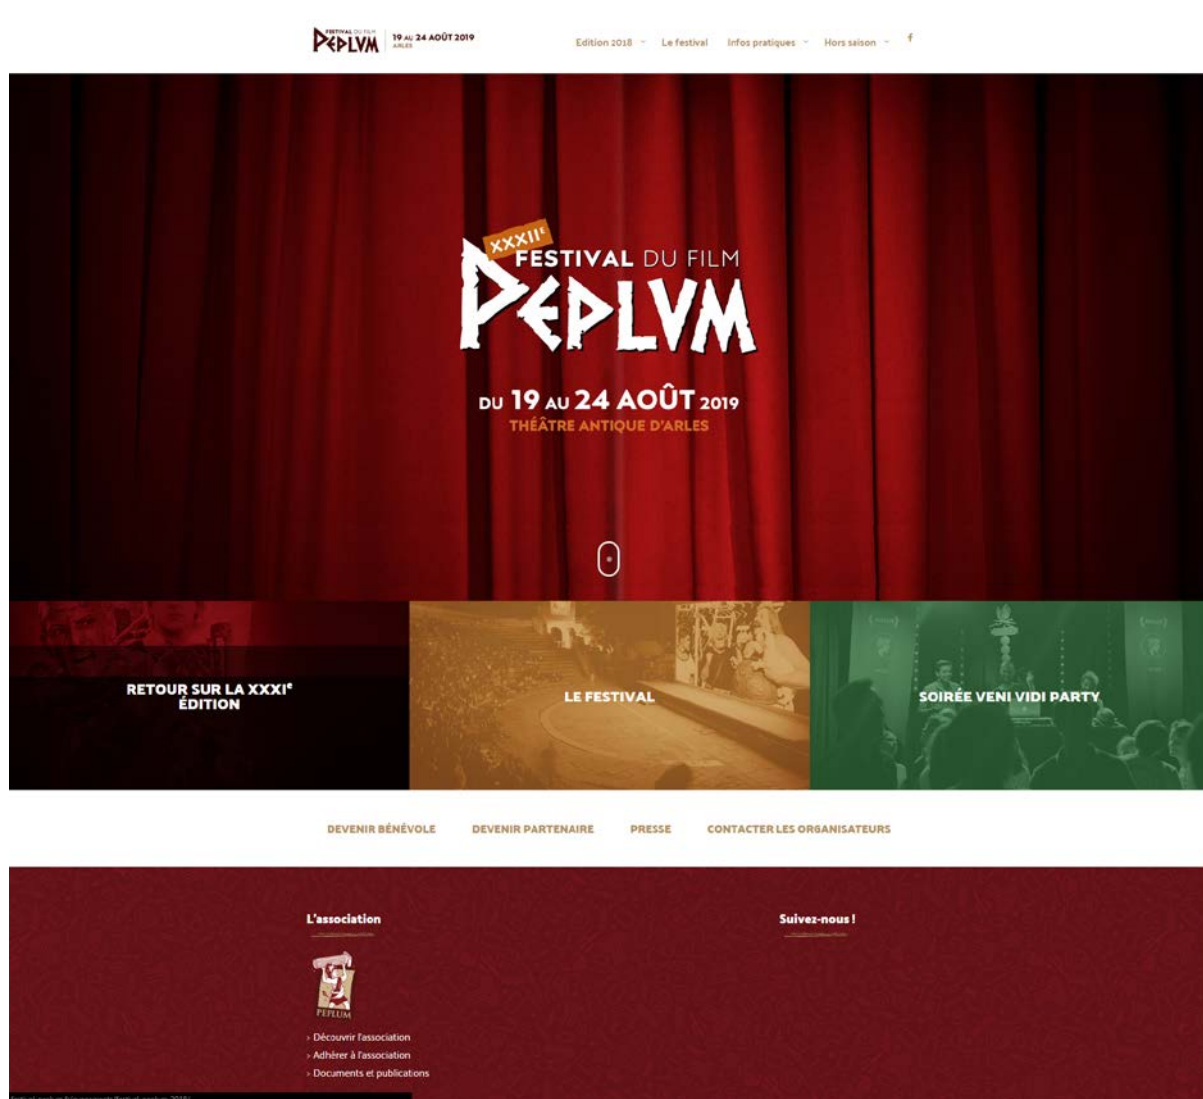 FESTIVAL DU FILM
PEPLVM
19 AU 24 AOÛT 2019
ARLES
Edition 2018
Le festival
Infos pratiques
Hors saison
f
XXXIIE
FESTIVAL DU FILM
PEPLVM
DU 19 AU 24 AOÛT 2019
THÉÂTRE ANTIQUE D'ARLES
RETOUR SUR LA XXXIe
ÉDITION
LE FESTIVAL
SOIRÉE VENI VIDI PARTY
DEVENIR BÉNÉVOLE
DEVENIR PARTENAIRE
PRESSE
CONTACTER LES ORGANISATEURS
L'association
Suivez-nous !
PEPLUM
> Découvrir l'association
> Adhérer à l'association
> Documents et publications